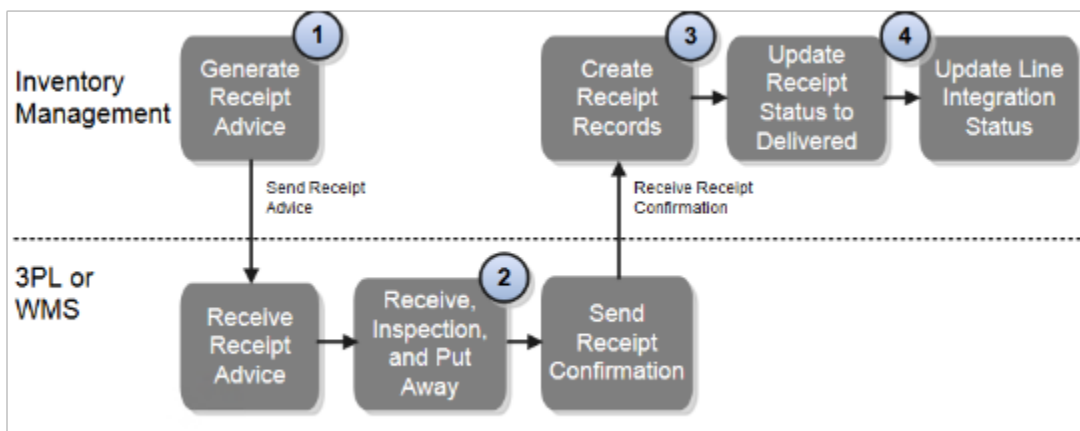 1
3
4
Inventory
Management
Generate
Receipt
Advice
Create
Receipt
Records
Update
Receipt
Status to
Delivered
Update Line
Integration
Status
Send Receipt
Advice
Receive Receipt
Confirmation
3PL or
WMS
2
Receive
Receipt
Advice
Receive,
Inspection,
and Put
Away
Send
Receipt
Confirmation